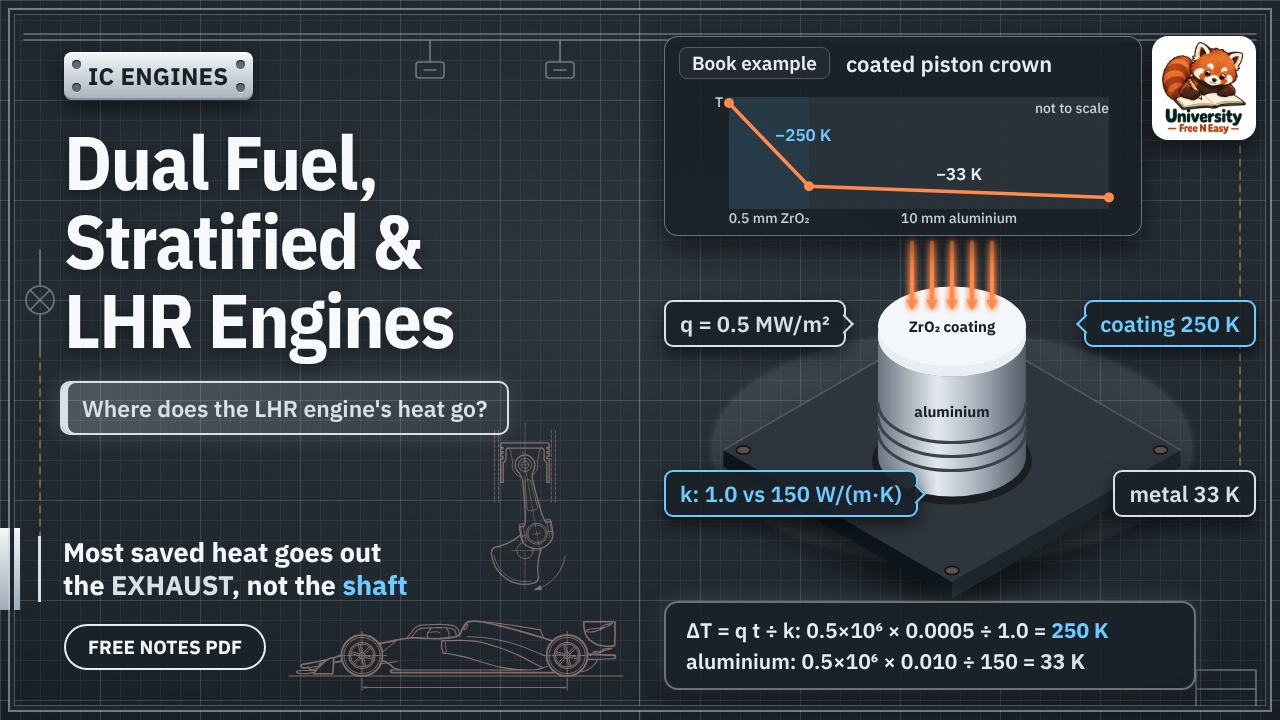 IC ENGINES
Dual Fuel,
Stratified &
LHR Engines
Where does the LHR engine's heat go?
Most saved heat goes out
the EXHAUST, not the shaft
FREE NOTES PDF
Book example
coated piston crown
T
not to scale
−250 K
−33 K
0.5 mm ZrO₂
10 mm aluminium
University
Free N Easy
q = 0.5 MW/m²
ZrO₂ coating
coating 250 K
aluminium
k: 1.0 vs 150 W/(m·K)
metal 33 K
ΔT = q t ÷ k: 0.5×10⁶ × 0.0005 ÷ 1.0 = 250 K
aluminium: 0.5×10⁶ × 0.010 ÷ 150 = 33 K